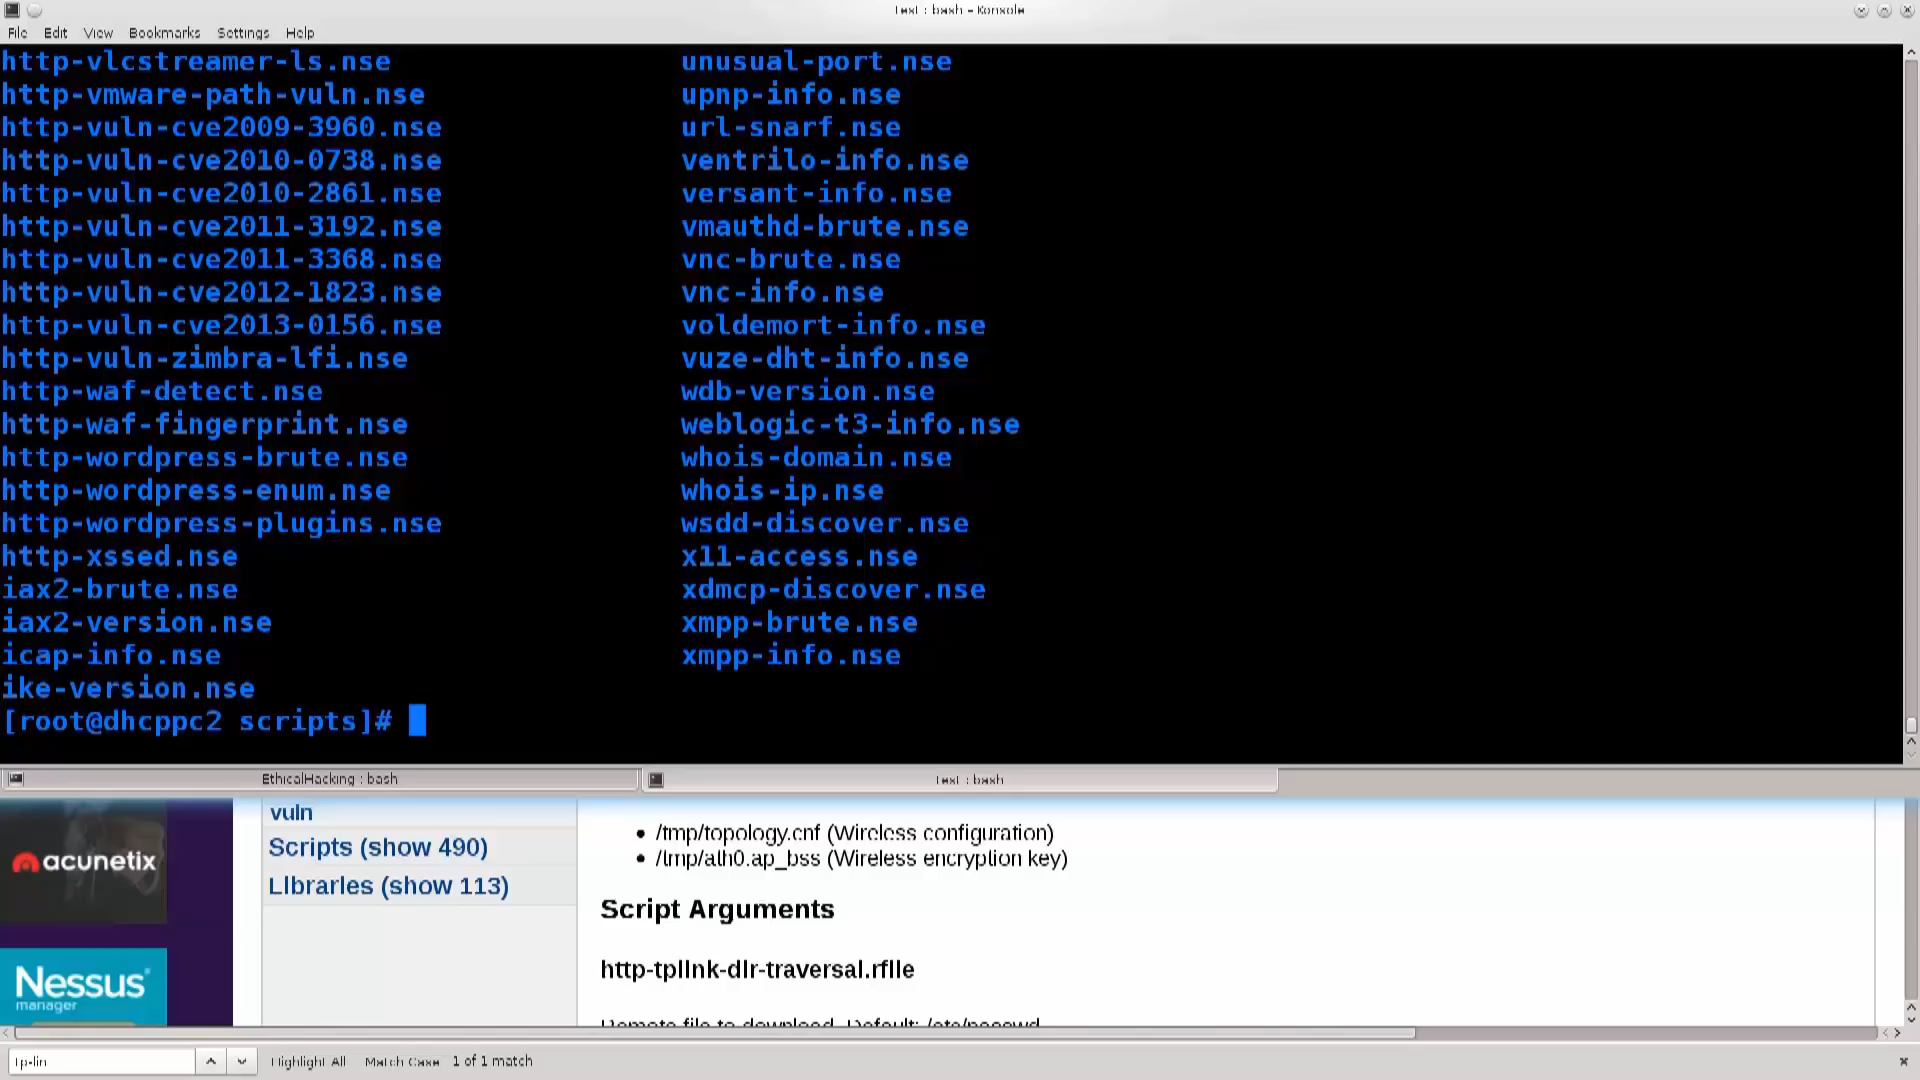 test : bash – Konsole
File Edit View Bookmarks Settings Help
http-vlcstreamer-ls.nse unusual-port.nse
http-vmware-path-vuln.nse upnp-info.nse
http-vuln-cve2009-3960.nse url-snarf.nse
http-vuln-cve2010-0738.nse ventrilo-info.nse
http-vuln-cve2010-2861.nse versant-info.nse
http-vuln-cve2011-3192.nse vmauthd-brute.nse
http-vuln-cve2011-3368.nse vnc-brute.nse
http-vuln-cve2012-1823.nse vnc-info.nse
http-vuln-cve2013-0156.nse voldemort-info.nse
http-vuln-zimbra-lfi.nse vuze-dht-info.nse
http-waf-detect.nse wdb-version.nse
http-waf-fingerprint.nse weblogic-t3-info.nse
http-wordpress-brute.nse whois-domain.nse
http-wordpress-enum.nse whois-ip.nse
http-wordpress-plugins.nse wsdd-discover.nse
http-xssed.nse x11-access.nse
iax2-brute.nse xdmcp-discover.nse
iax2-version.nse xmpp-brute.nse
icap-info.nse xmpp-info.nse
ike-version.nse
[root@dhcppc2 scripts]#
EthicalHacking : bash test : bash
acunetix
Nessus
manager
vuln
Scripts (show 490)
Libraries (show 113)
• /tmp/topology.cnf (Wireless configuration)
• /tmp/ath0.ap_bss (Wireless encryption key)
Script Arguments
http-tplink-dir-traversal.rfile
Remote file to download. Default: /etc/passwd
tp-lin Highlight All Match Case 1 of 1 match